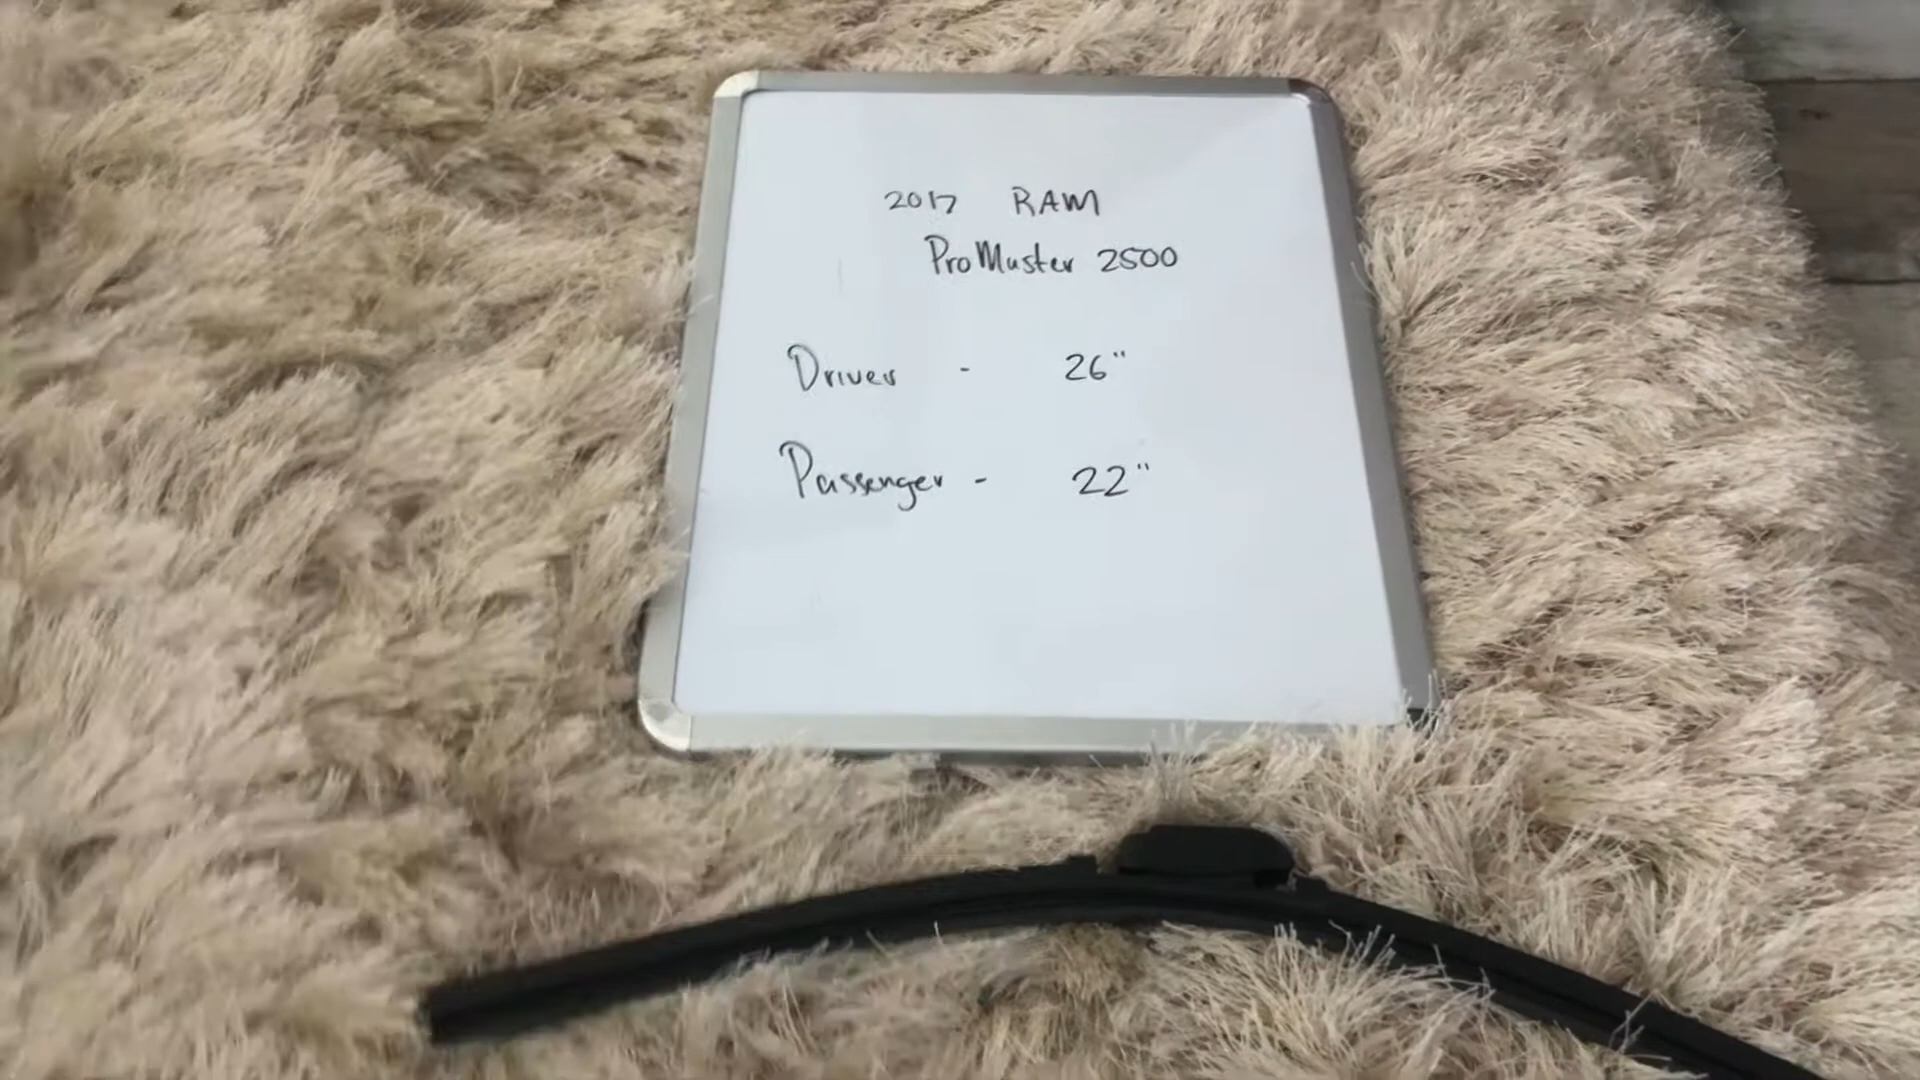 2017 RAM
ProMaster 2500
Driver - 26"
Passenger - 22"